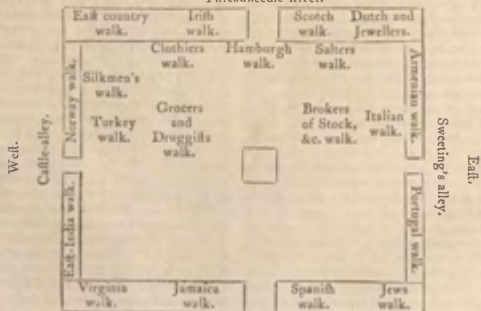 Threadneedle street.
Eaſt country walk.
Iriſh walk.
Scotch walk.
Dutch and Jewellers.
Clothiers walk.
Hamburgh walk.
Salters walk.
Norway walk.
Silkmen's walk.
Turkey walk.
Grocers and Druggiſts walk.
Brokers of Stock, &c. walk.
Italian walk.
Armenian walk.
Weſt.
Caſtle-alley.
Sweeting's alley.
Eaſt.
Eaſt-India walk.
Portugal walk.
Virginia walk.
Jamaica walk.
Spaniſh walk.
Jews walk.